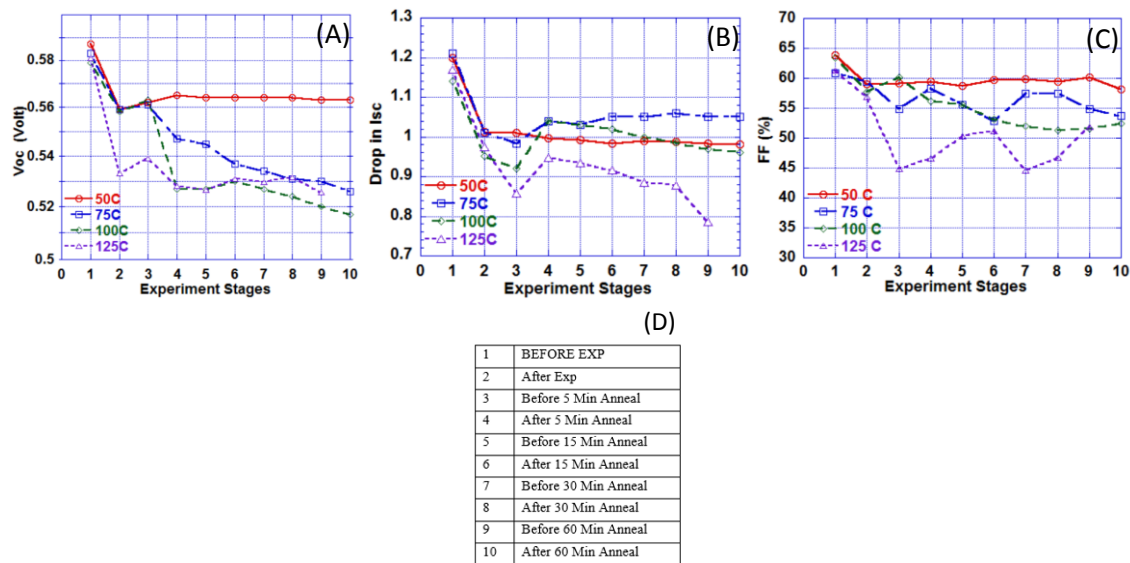 (A)
0.58
0.56
0.54
0.52
0.5
Voc (Volt)
50C
75C
100C
125C
0 1 2 3 4 5 6 7 8 9 10
Experiment Stages
(B)
1.3
1.2
1.1
1
0.9
0.8
0.7
Drop in Isc
50C
75C
100C
125C
0 1 2 3 4 5 6 7 8 9 10
Experiment Stages
(C)
70
65
60
55
50
45
40
35
30
FF (%)
50 C
75 C
100 C
125 C
0 1 2 3 4 5 6 7 8 9 10
Experiment Stages
(D)
1 BEFORE EXP
2 After Exp
3 Before 5 Min Anneal
4 After 5 Min Anneal
5 Before 15 Min Anneal
6 After 15 Min Anneal
7 Before 30 Min Anneal
8 After 30 Min Anneal
9 Before 60 Min Anneal
10 After 60 Min Anneal